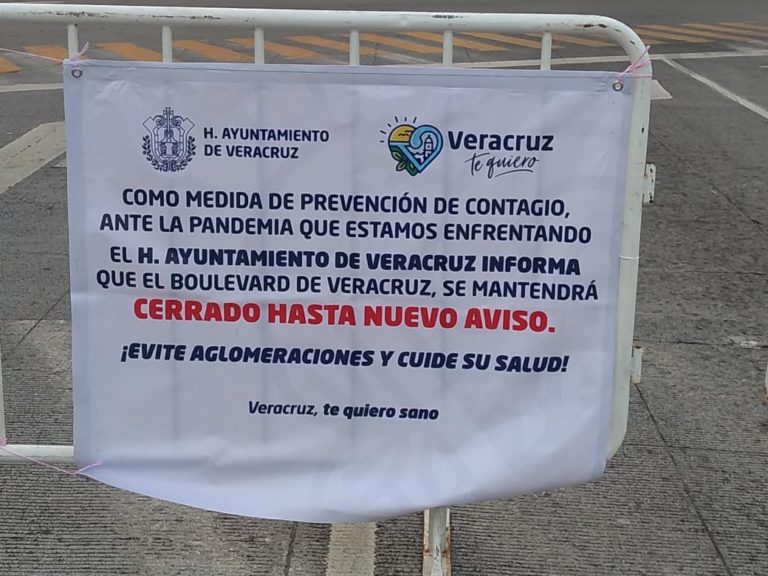 H. AYUNTAMIENTO
DE VERACRUZ
Veracruz
te quiero
COMO MEDIDA DE PREVENCIÓN DE CONTAGIO,
ANTE LA PANDEMIA QUE ESTAMOS ENFRENTANDO
EL H. AYUNTAMIENTO DE VERACRUZ INFORMA
QUE EL BOULEVARD DE VERACRUZ, SE MANTENDRÁ
CERRADO HASTA NUEVO AVISO.
¡EVITE AGLOMERACIONES Y CUIDE SU SALUD!
Veracruz, te quiero sano